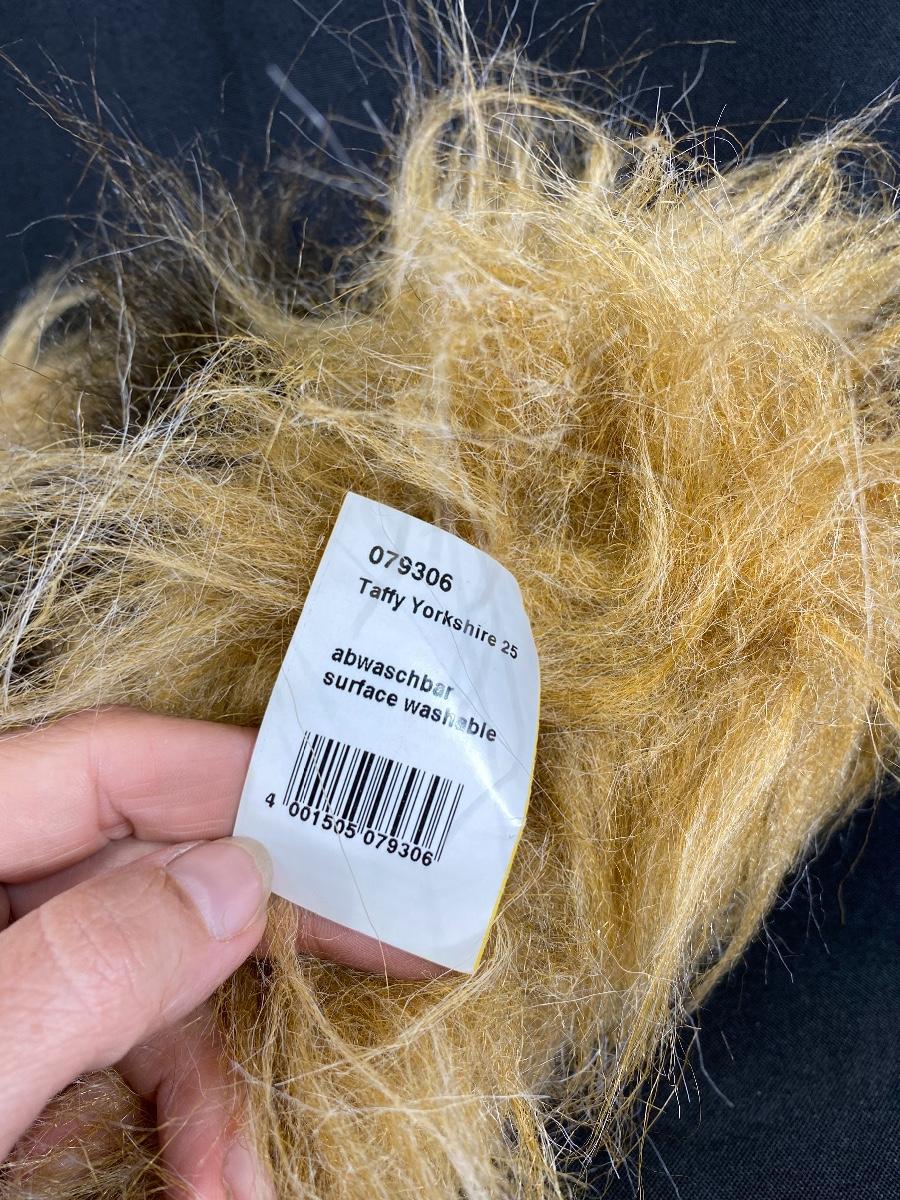 079306
Taffy Yorkshire 25
abwaschbar
surface washable
4 001505 079306